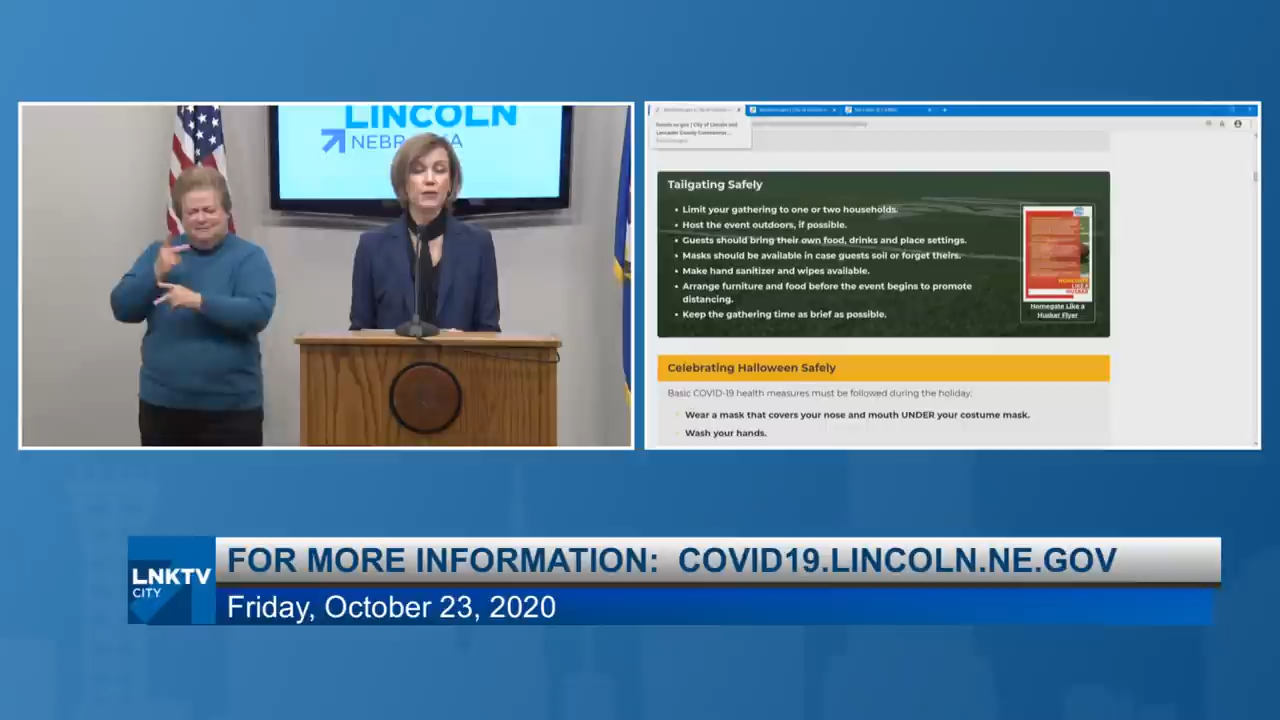 LINCOLN
NEBR
A
Tailgating Safely
• Limit your gathering to one or two households.
• Host the event outdoors, if possible.
• Guests should bring their own food, drinks and place settings.
• Masks should be available in case guests soil or forget theirs.
• Make hand sanitizer and wipes available.
• Arrange furniture and food before the event begins to promote
distancing.
• Keep the gathering time as brief as possible.
HOMEGATE
LIKE A
HUSKER
Homegate Like a
Husker Flyer
Celebrating Halloween Safely
Basic COVID-19 health measures must be followed during the holiday:
• Wear a mask that covers your nose and mouth UNDER your costume mask.
• Wash your hands.
FOR MORE INFORMATION: COVID19.LINCOLN.NE.GOV
LNKTV
CITY
Friday, October 23, 2020